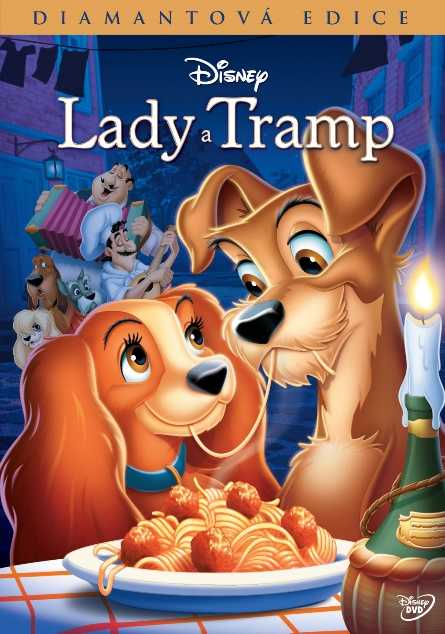 DIAMANTOVÁ EDICE
Disney
Lady a Tramp
Disney
DVD